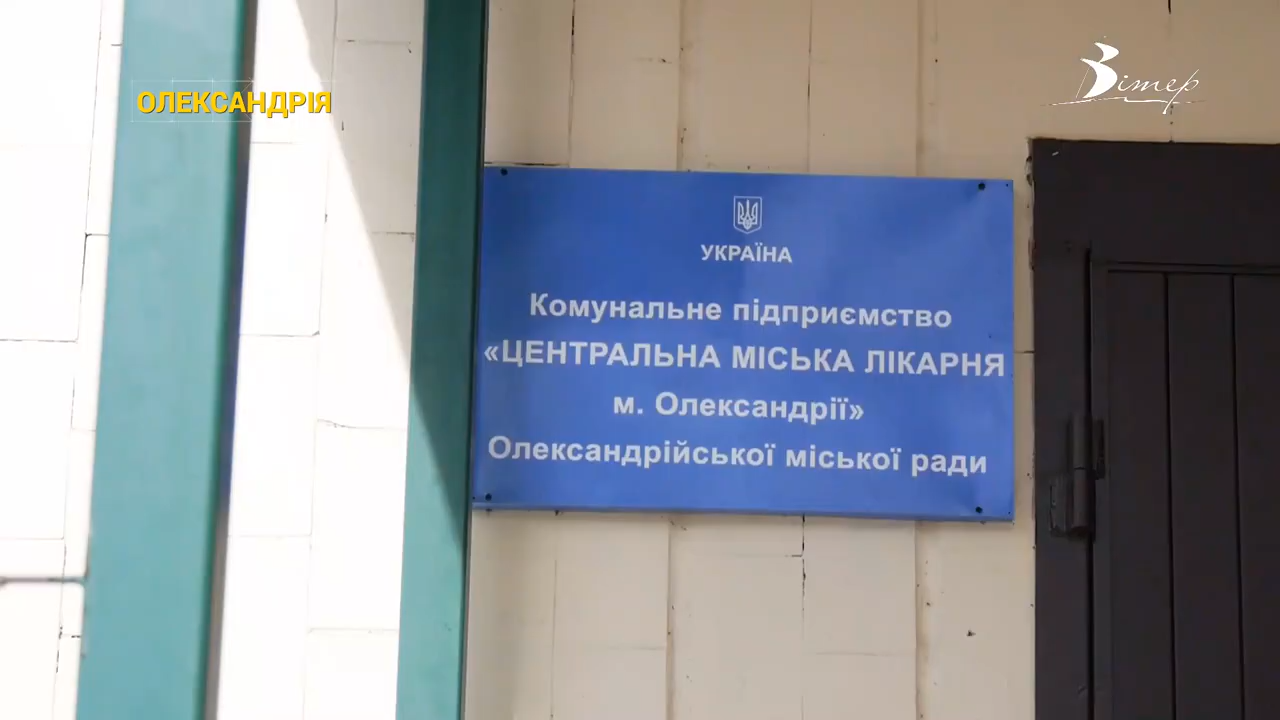 ОЛЕКСАНДРІЯ
Вітер
УКРАЇНА
Комунальне підприємство
«ЦЕНТРАЛЬНА МІСЬКА ЛІКАРНЯ
м. Олександрії»
Олександрійської міської ради